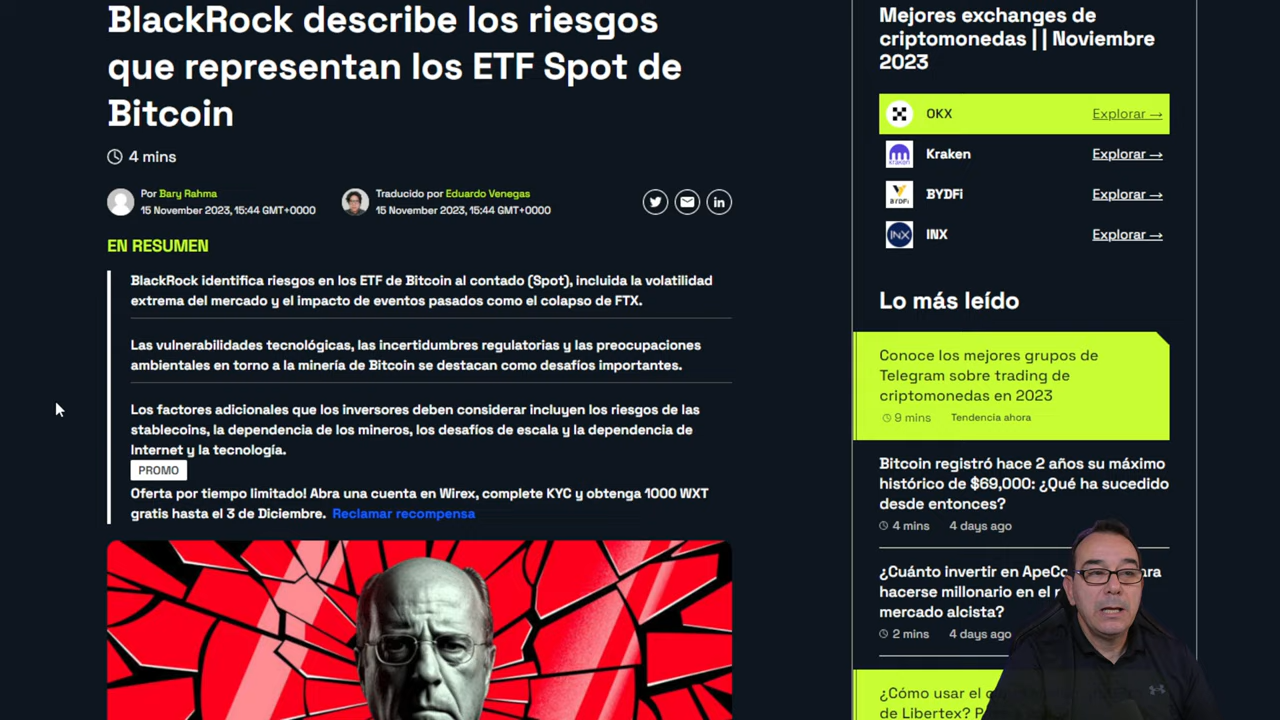 BlackRock describe los riesgos
que representan los ETF Spot de
Bitcoin
4 mins
Por Bary Rahma
15 November 2023, 15:44 GMT+0000
Traducido por Eduardo Venegas
15 November 2023, 15:44 GMT+0000
EN RESUMEN
BlackRock identifica riesgos en los ETF de Bitcoin al contado (Spot), incluida la volatilidad
extrema del mercado y el impacto de eventos pasados como el colapso de FTX.
Las vulnerabilidades tecnológicas, las incertidumbres regulatorias y las preocupaciones
ambientales en torno a la minería de Bitcoin se destacan como desafíos importantes.
Los factores adicionales que los inversores deben considerar incluyen los riesgos de las
stablecoins, la dependencia de los mineros, los desafíos de escala y la dependencia de
Internet y la tecnología.
PROMO
Oferta por tiempo limitado! Abra una cuenta en Wirex, complete KYC y obtenga 1000 WXT
gratis hasta el 3 de Diciembre. Reclamar recompensa
Mejores exchanges de
criptomonedas | | Noviembre
2023
OKX Explorar →
Kraken Explorar →
BYDFi Explorar →
INX Explorar →
Lo más leído
Conoce los mejores grupos de
Telegram sobre trading de
criptomonedas en 2023
9 mins Tendencia ahora
Bitcoin registró hace 2 años su máximo
histórico de $69,000: ¿Qué ha sucedido
desde entonces?
4 mins 4 days ago
¿Cuánto invertir en
hacerse millonario en el
mercado alcista?
2 mins 4 days ago
¿Cómo usar el
de Libertex?